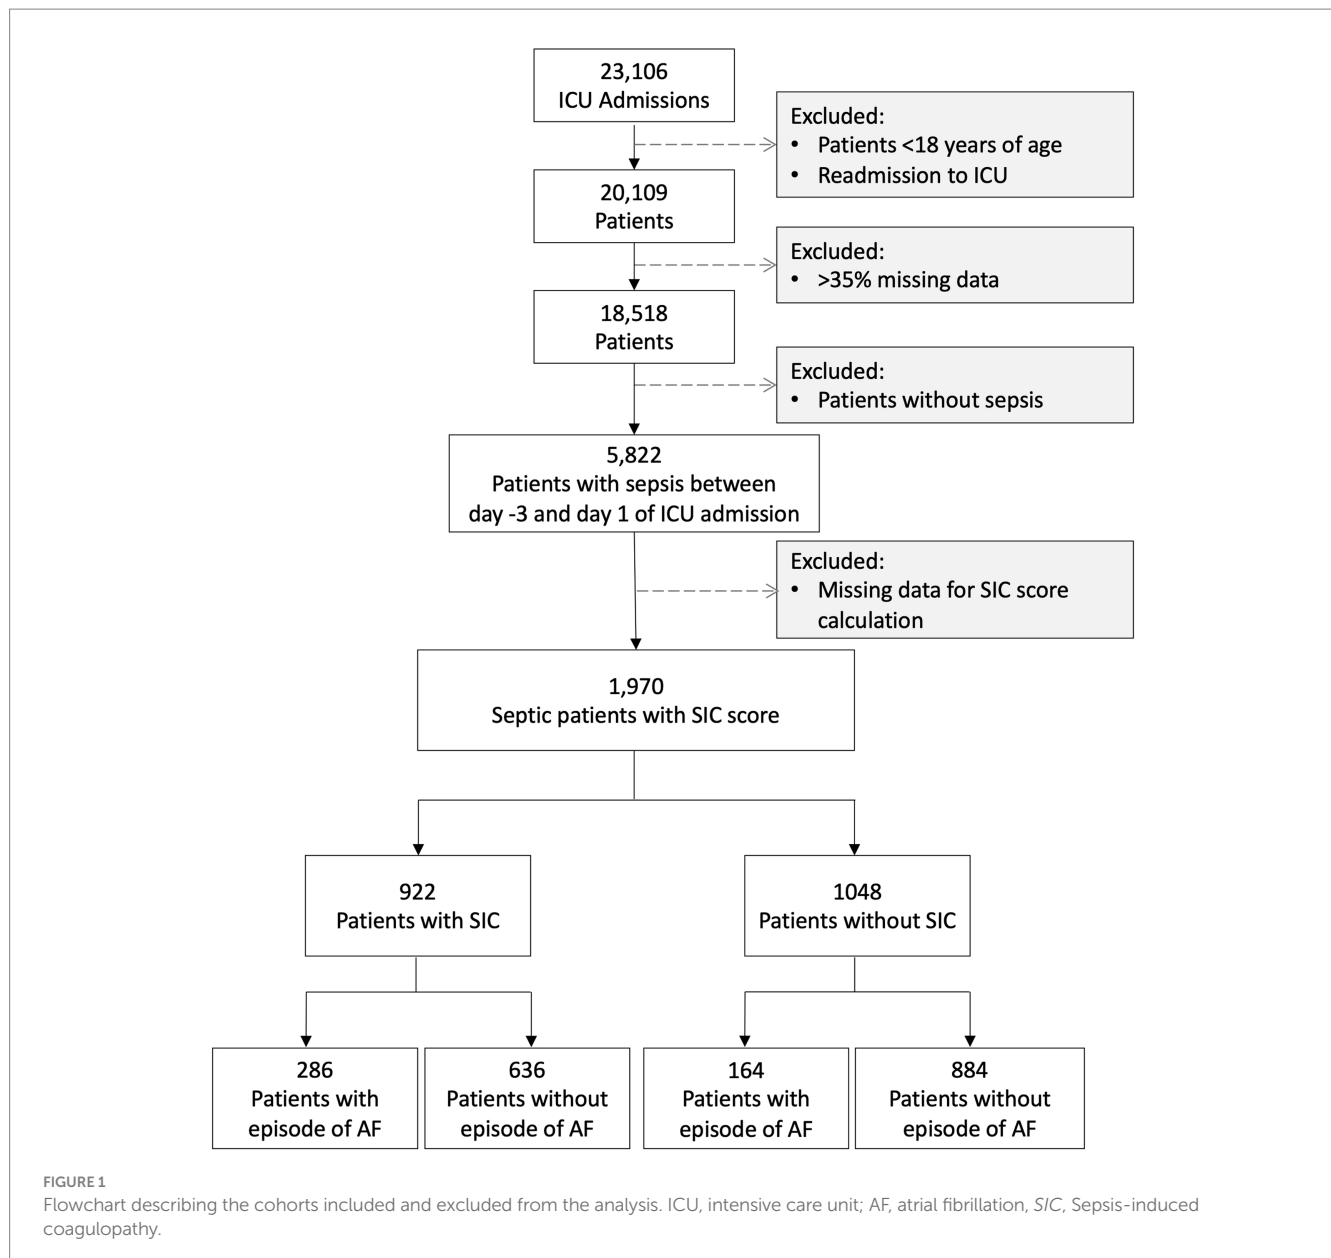 23,106
ICU Admissions
Excluded:
• Patients <18 years of age
• Readmission to ICU
20,109
Patients
Excluded:
• >35% missing data
18,518
Patients
Excluded:
• Patients without sepsis
5,822
Patients with sepsis between
day -3 and day 1 of ICU admission
Excluded:
• Missing data for SIC score
calculation
1,970
Septic patients with SIC score
922
Patients with SIC
1048
Patients without SIC
286
Patients with
episode of AF
636
Patients without
episode of AF
164
Patients with
episode of AF
884
Patients without
episode of AF
FIGURE 1
Flowchart describing the cohorts included and excluded from the analysis. ICU, intensive care unit; AF, atrial fibrillation, SIC, Sepsis-induced
coagulopathy.